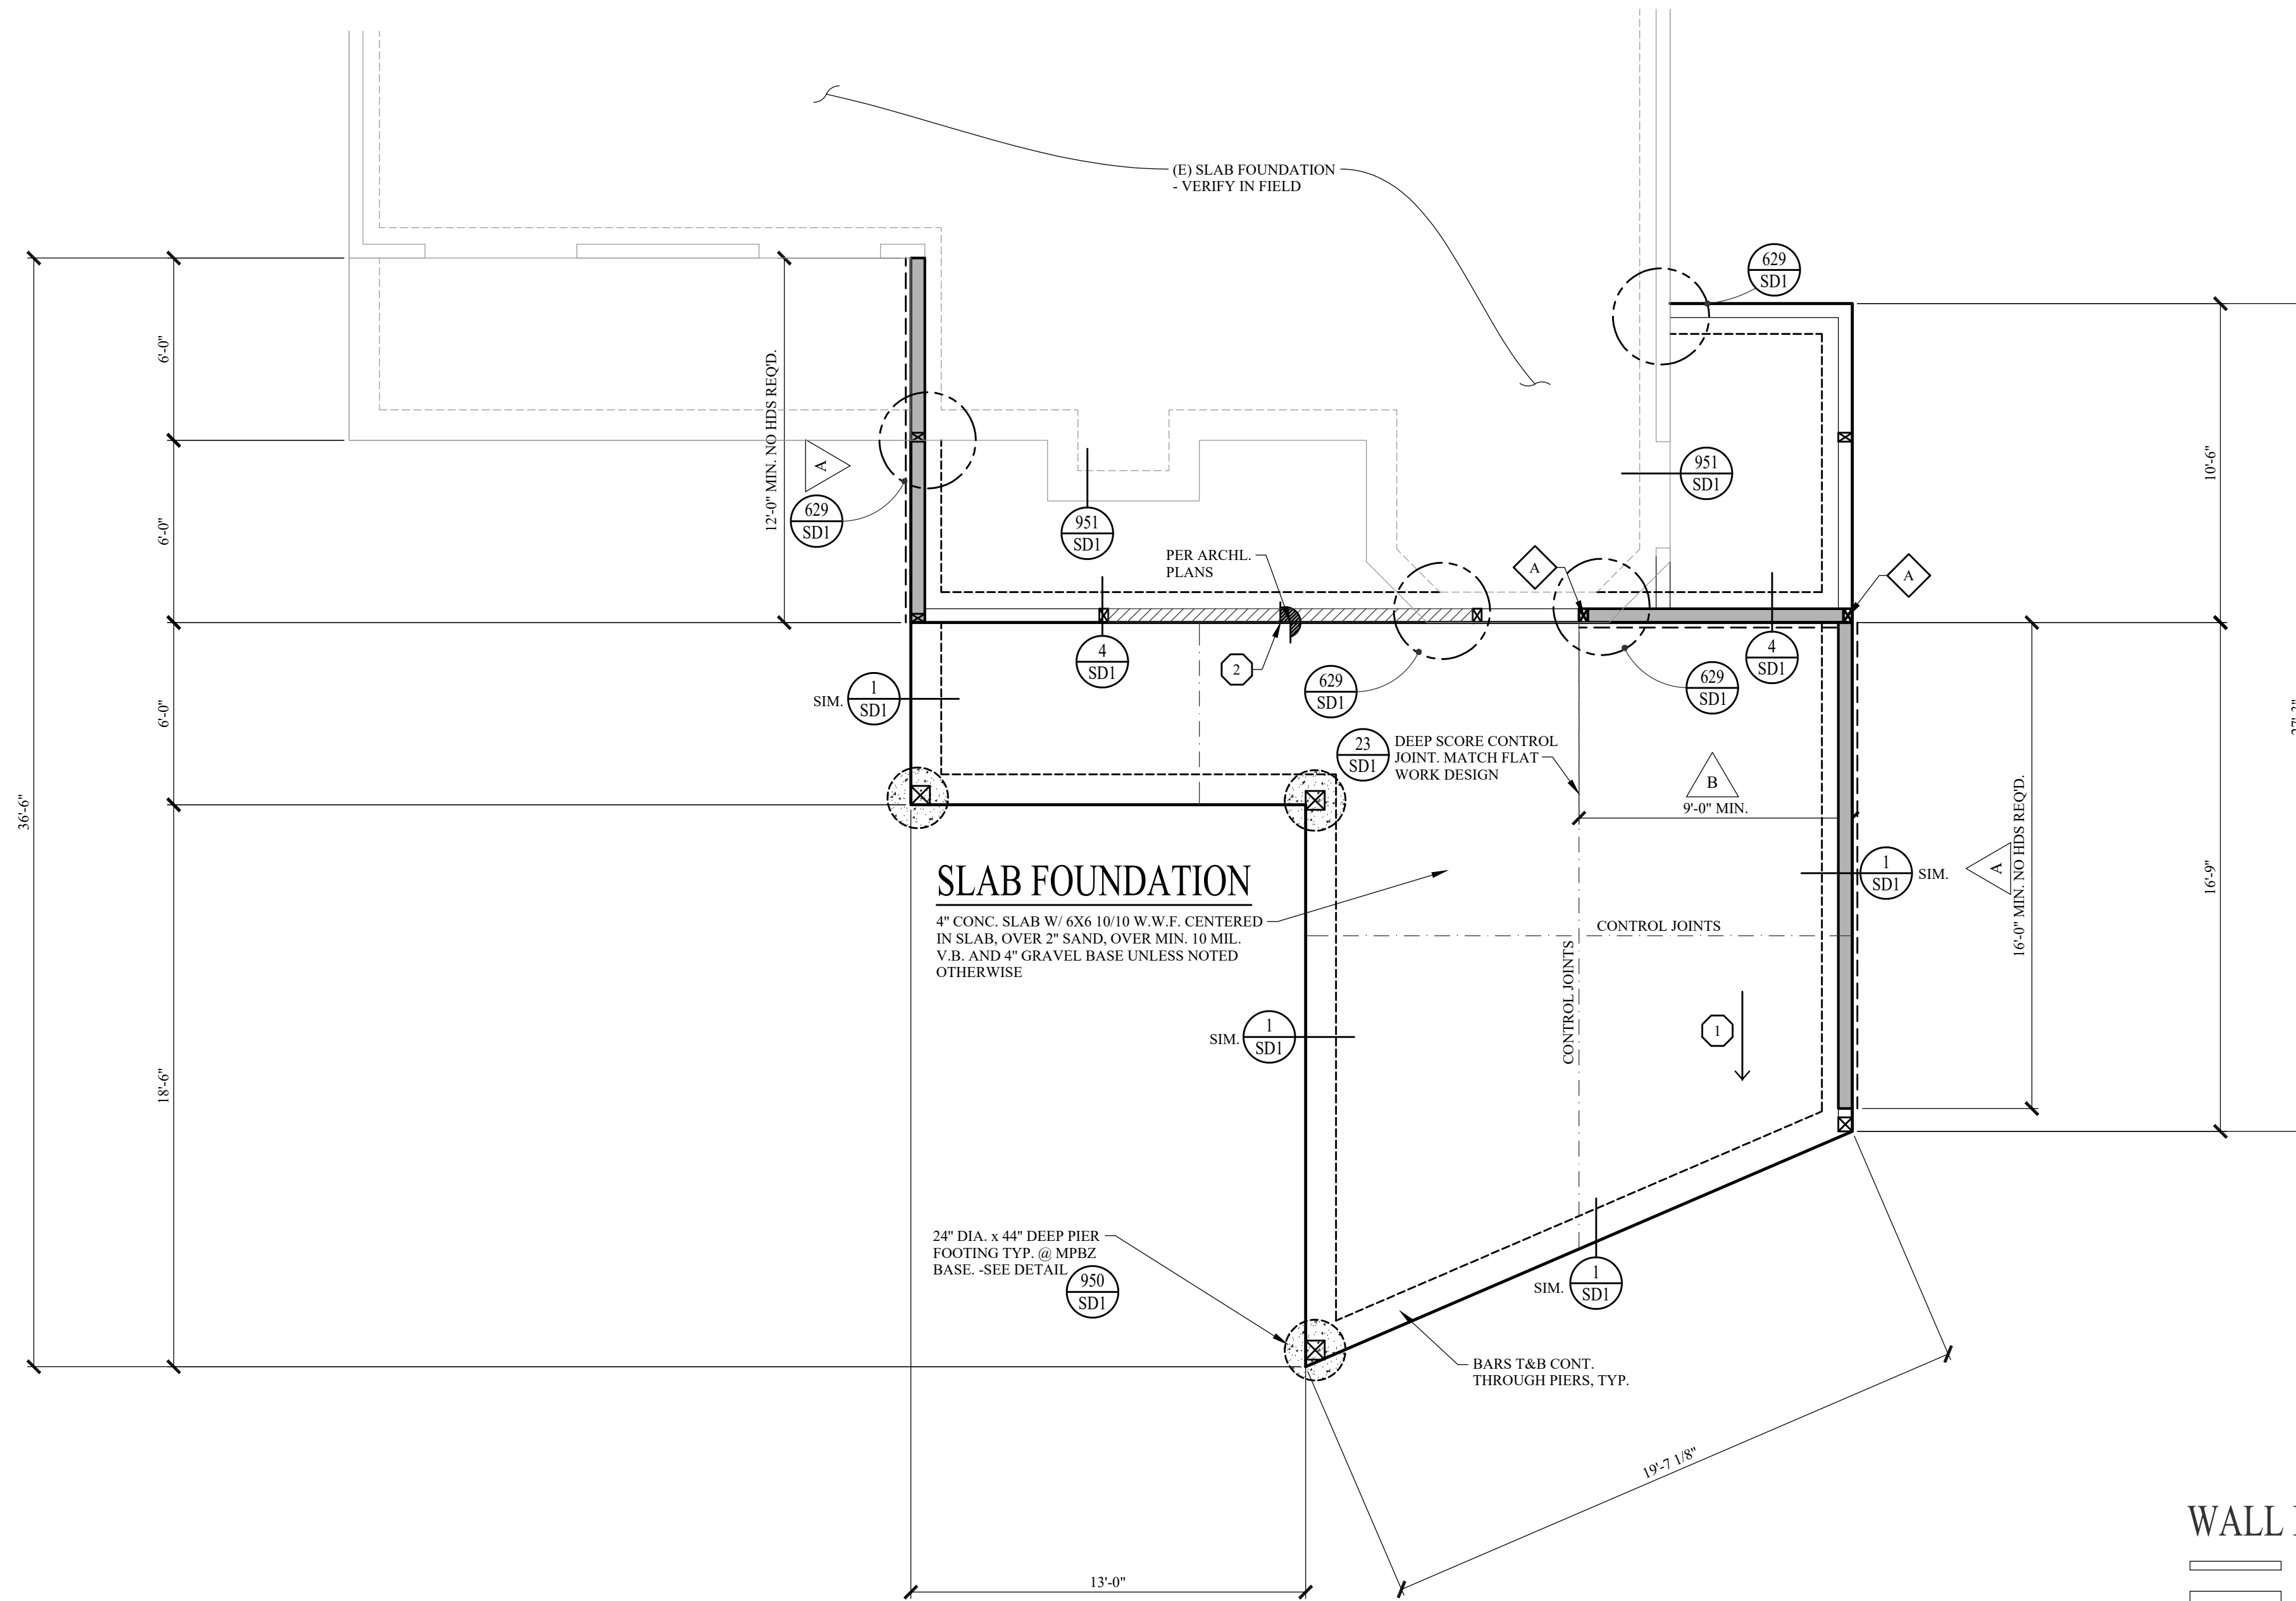 (E) SLAB FOUNDATION
- VERIFY IN FIELD
629
SD1
6'-0"
12'-0" MIN. NO HDS REQ'D.
A
629
SD1
951
SD1
951
SD1
10'-6"
6'-0"
PER ARCHL.
PLANS
A
A
4
SD1
2
629
SD1
629
SD1
4
SD1
SIM.
1
SD1
6'-0"
23
SD1
DEEP SCORE CONTROL
JOINT. MATCH FLAT
WORK DESIGN
B
9'-0" MIN.
36'-6"
16'-0" MIN. NO HDS REQ'D.
A
1
SD1
SIM.
16'-9"
SLAB FOUNDATION
4" CONC. SLAB W/ 6X6 10/10 W.W.F. CENTERED
IN SLAB, OVER 2" SAND, OVER MIN. 10 MIL.
V.B. AND 4" GRAVEL BASE UNLESS NOTED
OTHERWISE
CONTROL JOINTS
CONTROL JOINTS
SIM.
1
SD1
1
18'-6"
24" DIA. x 44" DEEP PIER
FOOTING TYP. @ MPBZ
BASE. -SEE DETAIL
950
SD1
SIM.
1
SD1
BARS T&B CONT.
THROUGH PIERS, TYP.
19'-7 1/8"
13'-0"
WALL